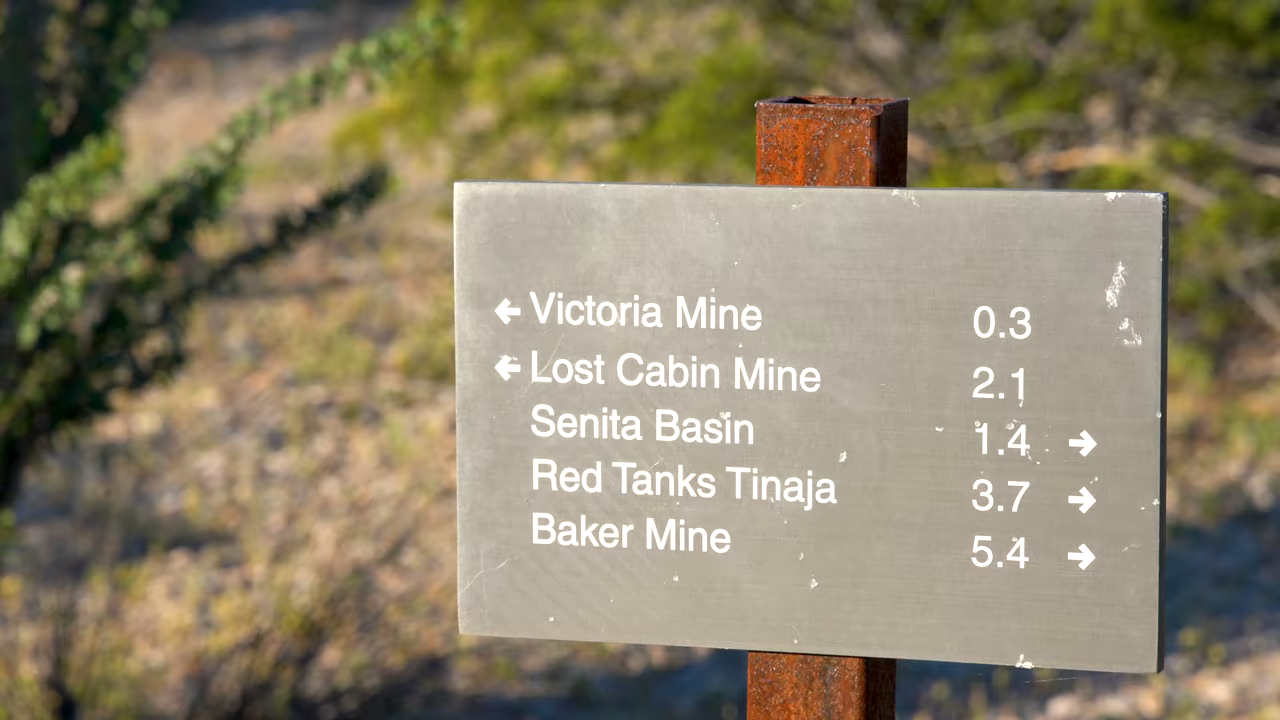 ← Victoria Mine 0.3
← Lost Cabin Mine 2.1
Senita Basin 1.4 →
Red Tanks Tinaja 3.7 →
Baker Mine 5.4 →